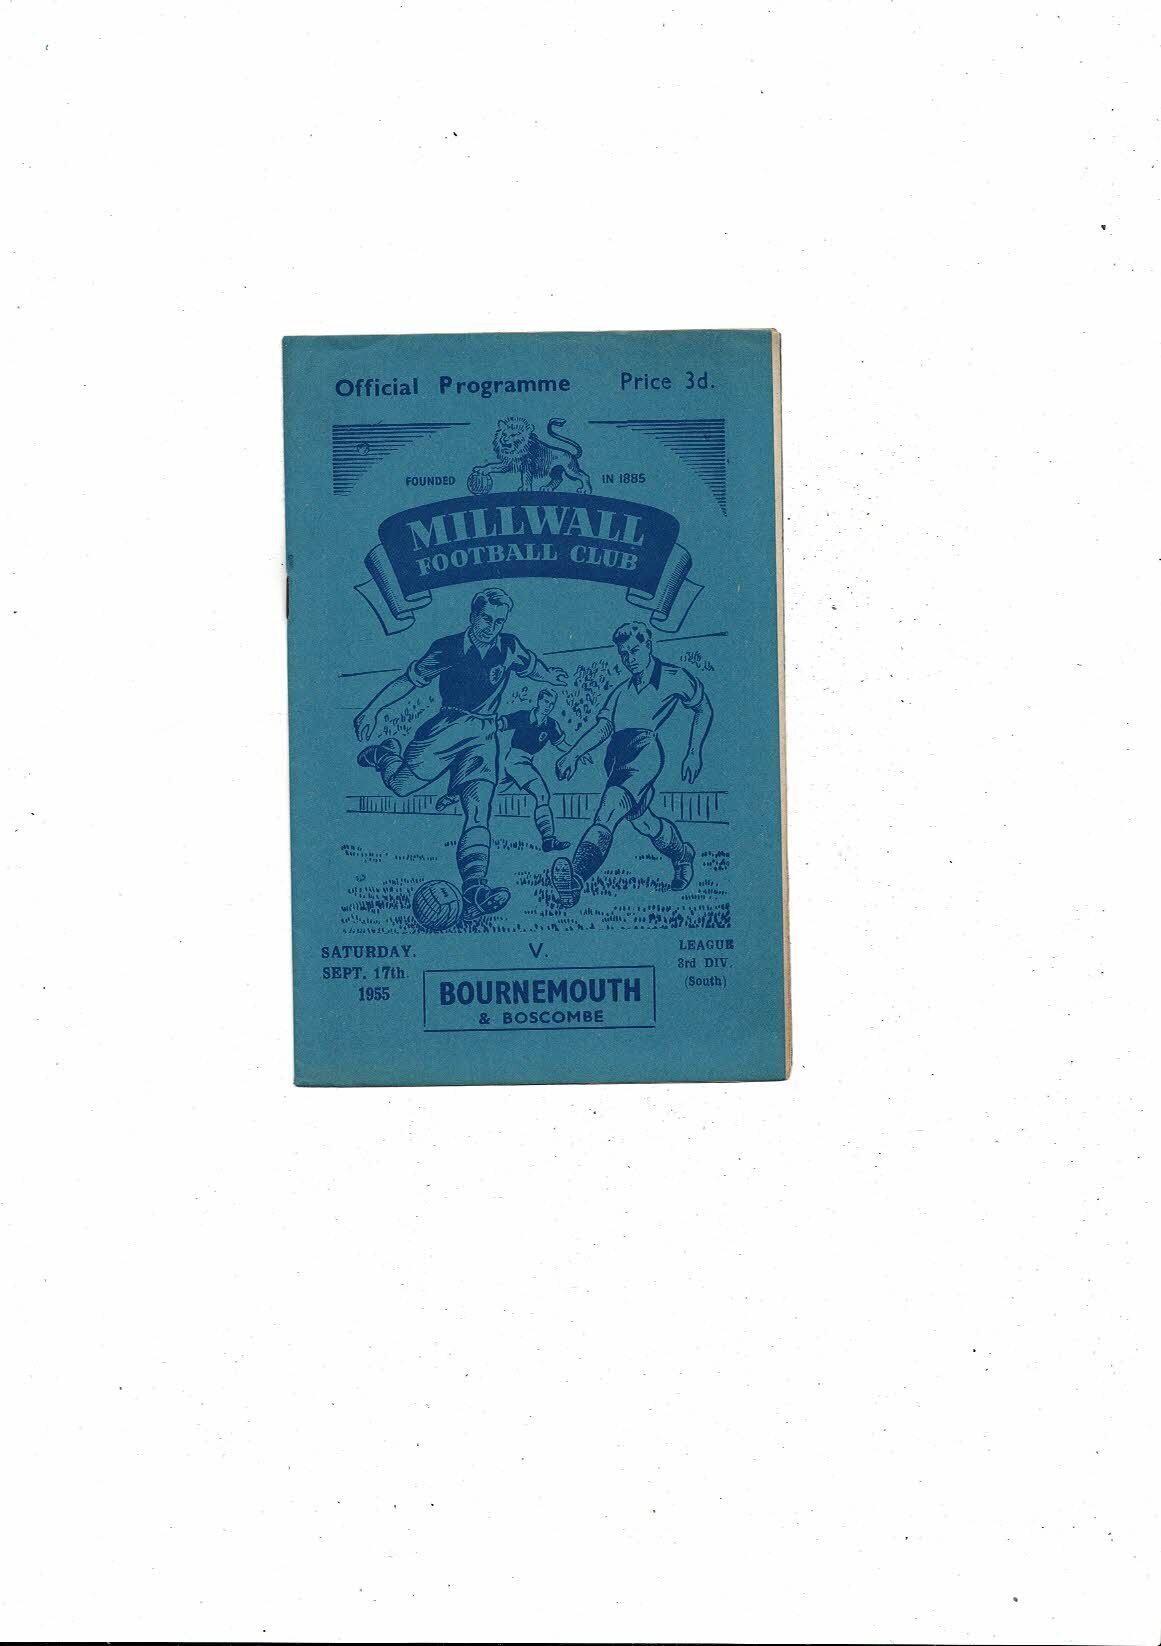 Official Programme Price 3d.
FOUNDED IN 1885
MILLWALL
FOOTBALL CLUB
SATURDAY.
SEPT. 17th.
1955
V.
BOURNEMOUTH
& BOSCOMBE
LEAGUE
3rd DIV.
(South)